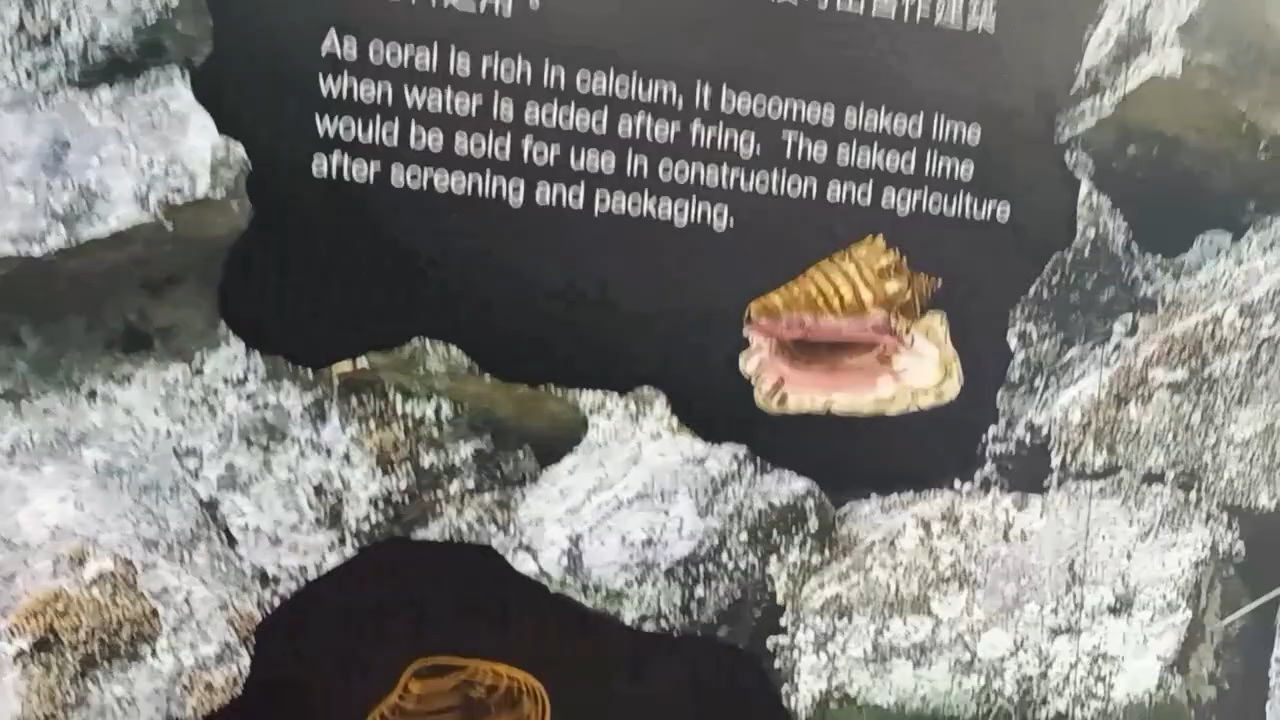 As coral is rich in calcium, it becomes slaked lime
when water is added after firing. The slaked lime
would be sold for use in construction and agriculture
after screening and packaging.